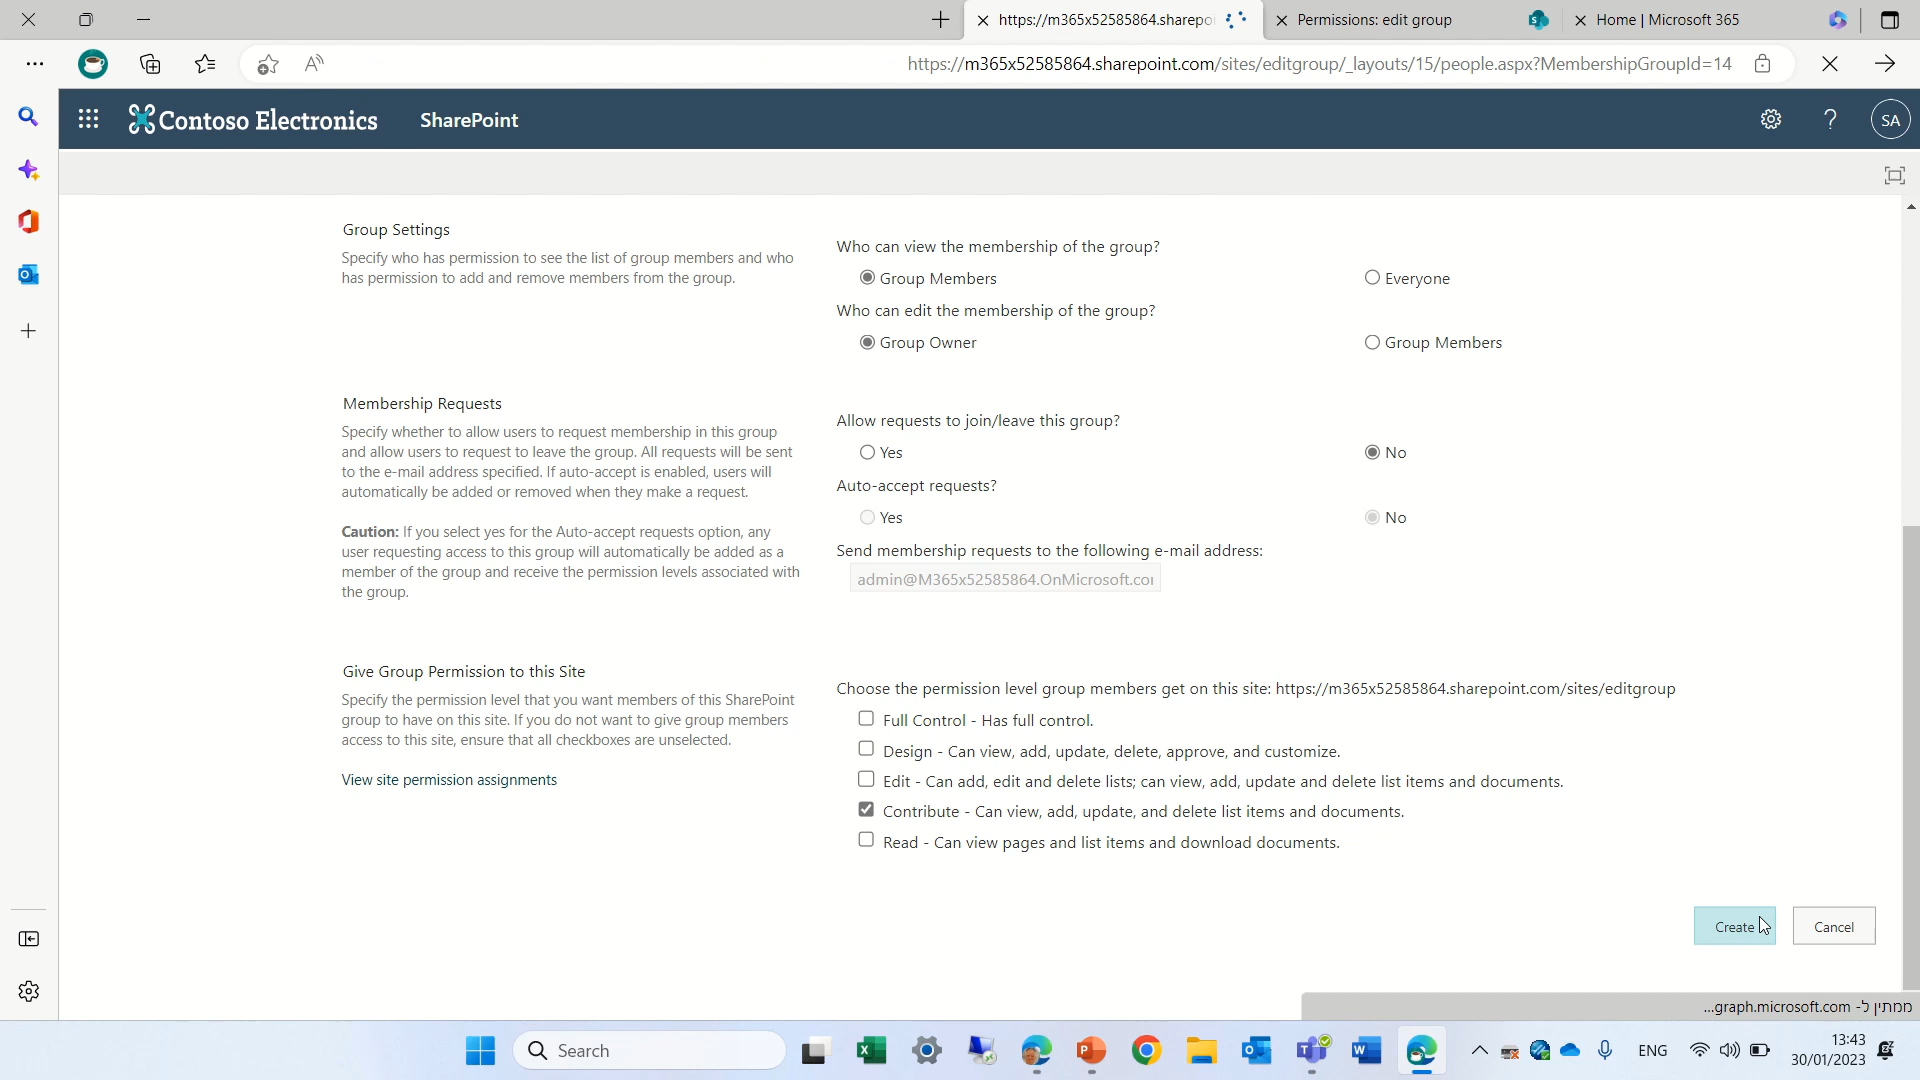 https://m365x52585864.sharepoi
Permissions: edit group
Home | Microsoft 365
https://m365x52585864.sharepoint.com/sites/editgroup/_layouts/15/people.aspx?MembershipGroupId=14
Contoso Electronics
SharePoint
SA
Group Settings
Specify who has permission to see the list of group members and who
has permission to add and remove members from the group.
Who can view the membership of the group?
Group Members
Everyone
Who can edit the membership of the group?
Group Owner
Group Members
Membership Requests
Specify whether to allow users to request membership in this group
and allow users to request to leave the group. All requests will be sent
to the e-mail address specified. If auto-accept is enabled, users will
automatically be added or removed when they make a request.
Caution: If you select yes for the Auto-accept requests option, any
user requesting access to this group will automatically be added as a
member of the group and receive the permission levels associated with
the group.
Allow requests to join/leave this group?
Yes
No
Auto-accept requests?
Yes
No
Send membership requests to the following e-mail address:
admin@M365x52585864.OnMicrosoft.co
Give Group Permission to this Site
Specify the permission level that you want members of this SharePoint
group to have on this site. If you do not want to give group members
access to this site, ensure that all checkboxes are unselected.
View site permission assignments
Choose the permission level group members get on this site: https://m365x52585864.sharepoint.com/sites/editgroup
Full Control - Has full control.
Design - Can view, add, update, delete, approve, and customize.
Edit - Can add, edit and delete lists; can view, add, update and delete list items and documents.
Contribute - Can view, add, update, and delete list items and documents.
Read - Can view pages and list items and download documents.
Create
Cancel
ממתין ל- graph.microsoft.com...
Search
ENG
13:43
30/01/2023